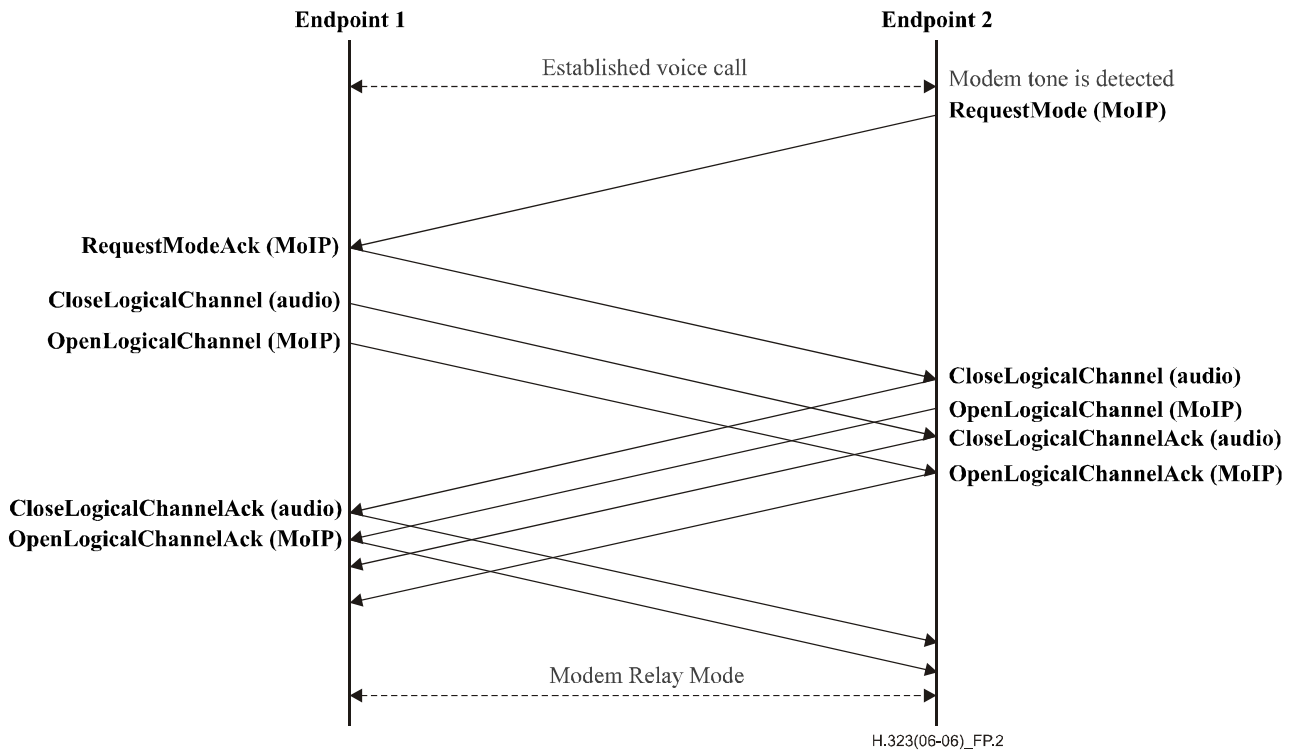 Endpoint 1
Endpoint 2
Established voice call
Modem tone is detected
RequestMode (MoIP)
RequestModeAck (MoIP)
CloseLogicalChannel (audio)
OpenLogicalChannel (MoIP)
CloseLogicalChannel (audio)
OpenLogicalChannel (MoIP)
CloseLogicalChannelAck (audio)
OpenLogicalChannelAck (MoIP)
CloseLogicalChannelAck (audio)
OpenLogicalChannelAck (MoIP)
Modem Relay Mode
H.323(06-06)_FP.2